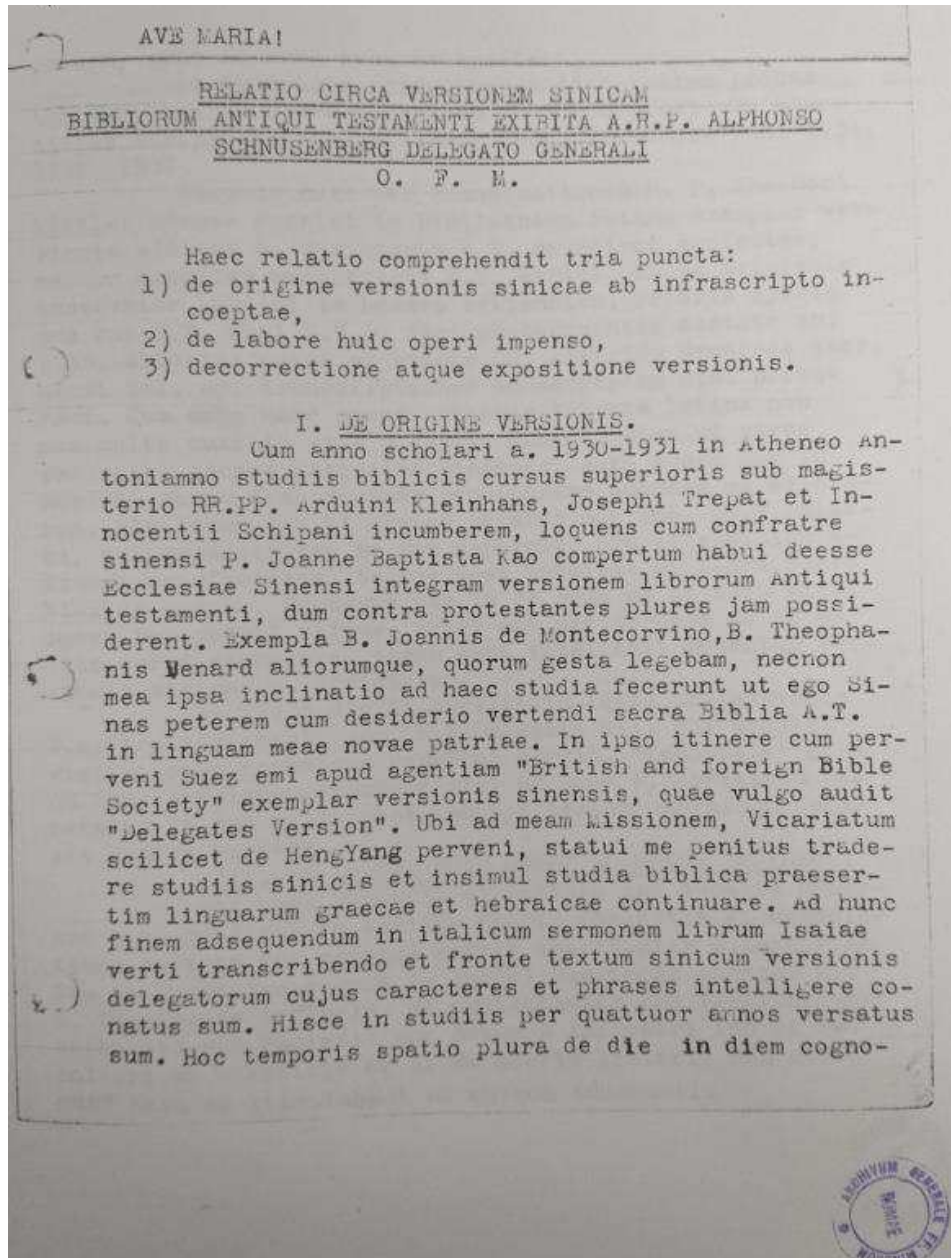 AVE MARIA!
RELATIO CIRCA VERSIONEM SINICAM
BIBLIORUM ANTIQUI TESTAMENTI EXIBITA A.R.P. ALPHONSO
SCHNUSENBERG DELEGATO GENERALI
O. F. M.
Haec relatio comprehendit tria puncta:
1) de origine versionis sinicae ab infrascripto in-
coeptae,
2) de labore huic operi impenso,
3) decorrectione atque expositione versionis.
I. DE ORIGINE VERSIONIS.
Cum anno scholari a. 1930-1931 in Atheneo An-
toniamno studiis biblicis cursus superioris sub magis-
terio RR.PP. Arduini Kleinhans, Josephi Trepat et In-
nocentii Schipani incumberem, loquens cum confratre
sinensi P. Joanne Baptista Kao compertum habui deesse
Ecclesiae Sinensi integram versionem librorum Antiqui
testamenti, dum contra protestantes plures jam possi-
derent. Exempla B. Joannis de Montecorvino,B. Theopha-
nis Venard aliorumque, quorum gesta legebam, necnon
mea ipsa inclinatio ad haec studia fecerunt ut ego Si-
nas peterem cum desiderio vertendi sacra Biblia A.T.
in linguam meae novae patriae. In ipso itinere cum per-
veni Suez emi apud agentiam "British and foreign Bible
Society" exemplar versionis sinensis, quae vulgo audit
"Delegates Version". Ubi ad meam Missionem, Vicariatum
scilicet de HengYang perveni, statui me penitus trade-
re studiis sinicis et insimul studia biblica praeser-
tim linguarum graecae et hebraicae continuare. Ad hunc
finem adsequendum in italicum sermonem librum Isaiae
verti transcribendo et fronte textum sinicum versionis
delegatorum cujus caracteres et phrases intelligere co-
natus sum. Hisce in studiis per quattuor annos versatus
sum. Hoc temporis spatio plura de die in diem cogno-
ARCHIVUM GENERALE
ROMAE